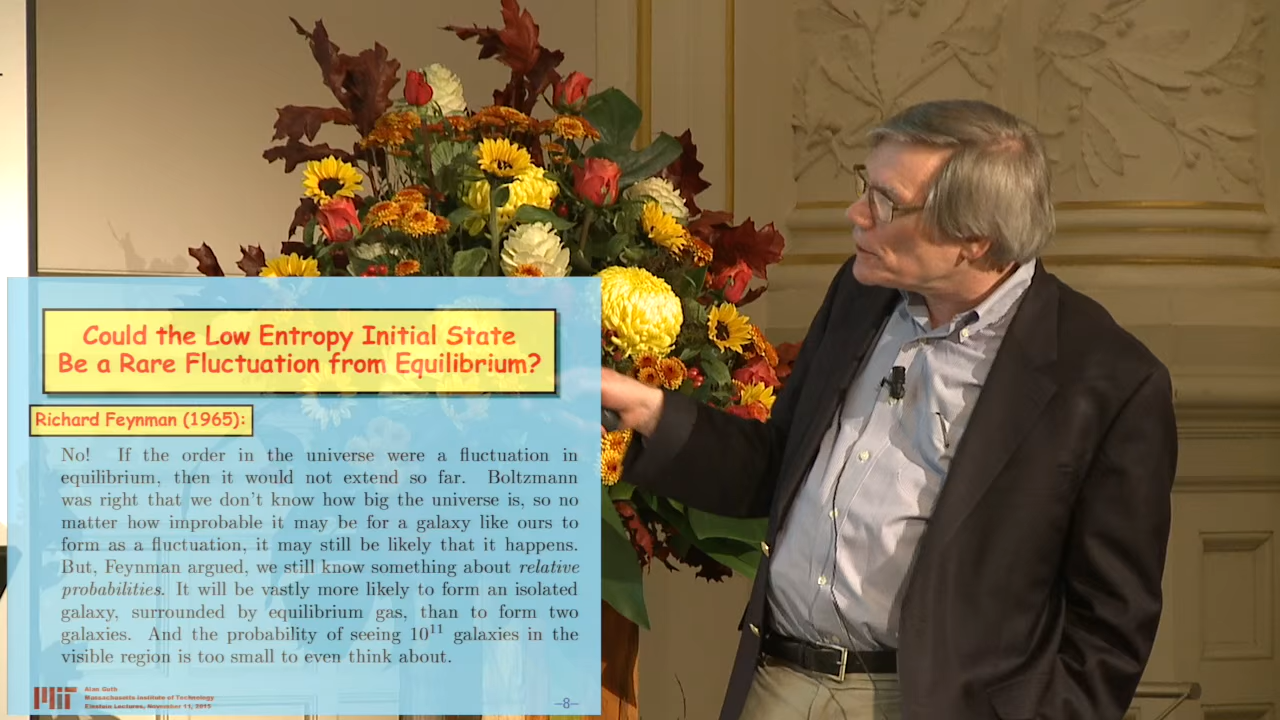 Could the Low Entropy Initial State
Be a Rare Fluctuation from Equilibrium?
Richard Feynman (1965):
No! If the order in the universe were a fluctuation in
equilibrium, then it would not extend so far. Boltzmann
was right that we don't know how big the universe is, so no
matter how improbable it may be for a galaxy like ours to
form as a fluctuation, it may still be likely that it happens.
But, Feynman argued, we still know something about relative
probabilities. It will be vastly more likely to form an isolated
galaxy, surrounded by equilibrium gas, than to form two
galaxies. And the probability of seeing 10¹¹ galaxies in the
visible region is too small to even think about.
MIT
Alan Guth
Massachusetts Institute of Technology
Einstein Lectures, November 11, 2015
–8–